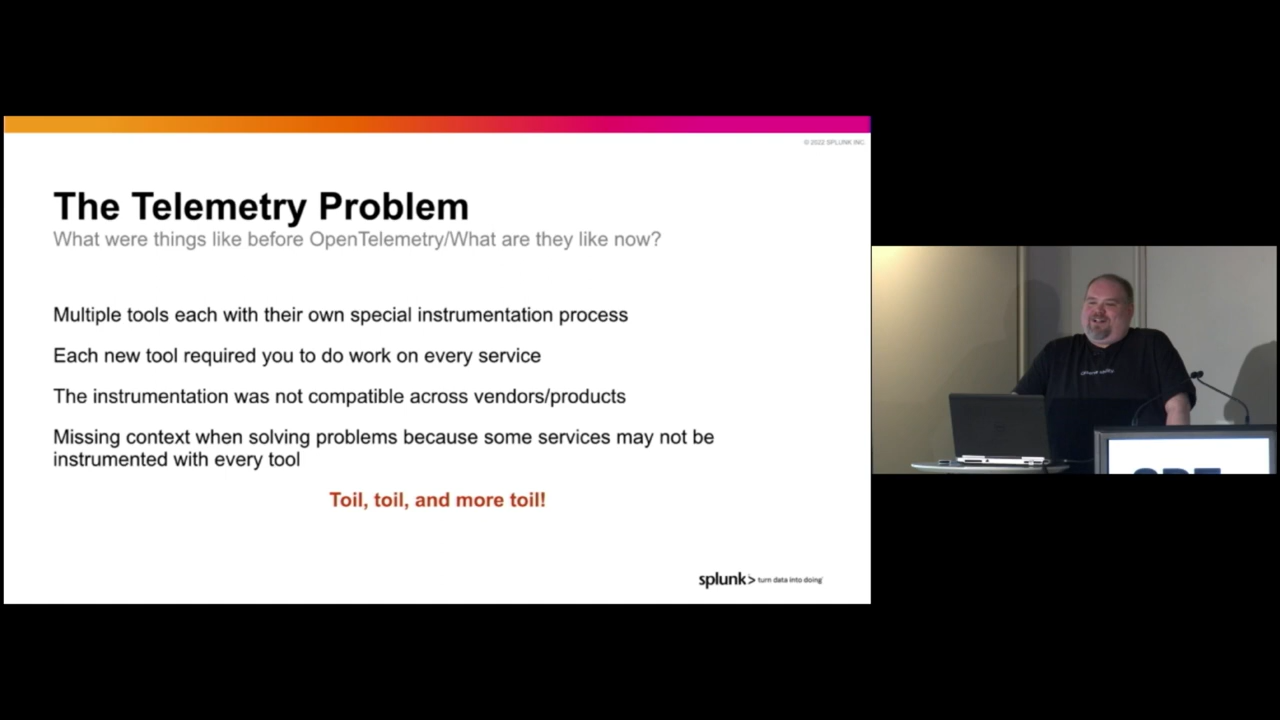 © 2022 SPLUNK INC.
The Telemetry Problem
What were things like before OpenTelemetry/What are they like now?
Multiple tools each with their own special instrumentation process
Each new tool required you to do work on every service
The instrumentation was not compatible across vendors/products
Missing context when solving problems because some services may not be
instrumented with every tool
Toil, toil, and more toil!
splunk> turn data into doing